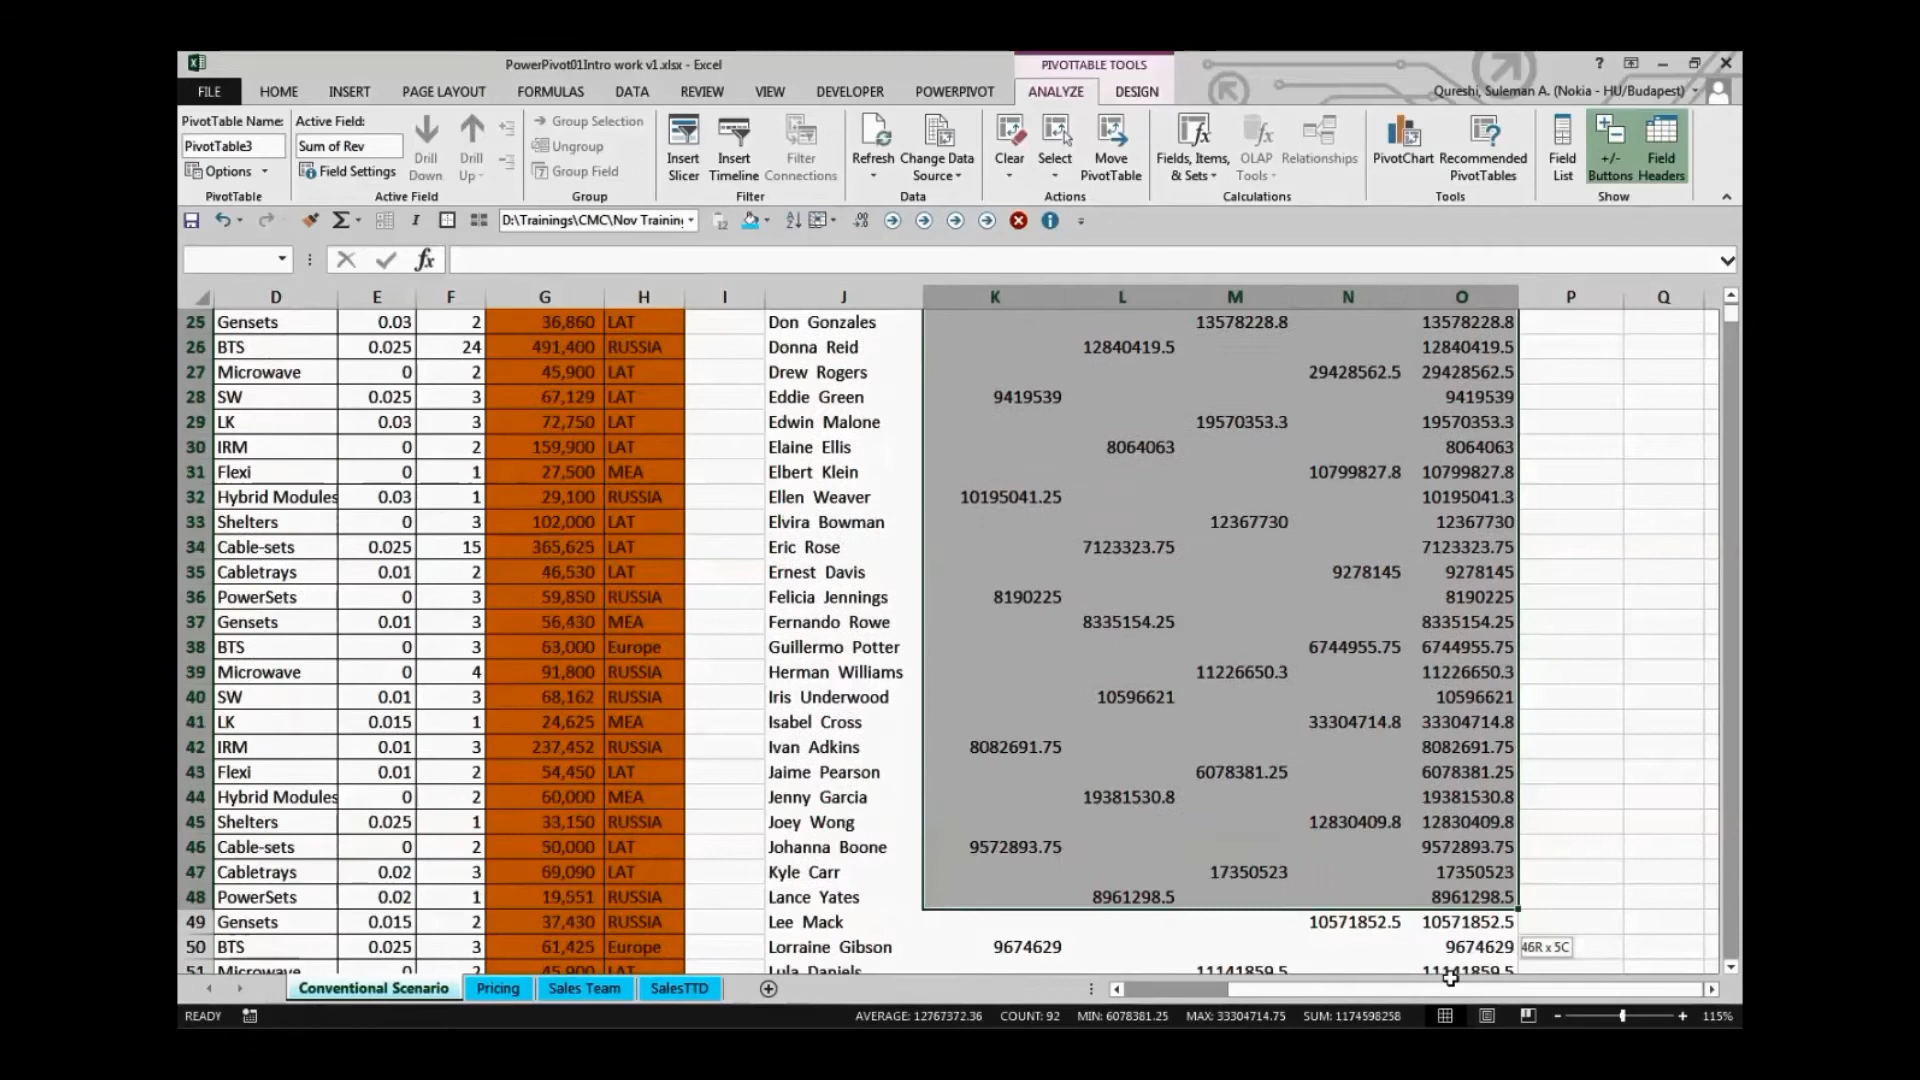 PowerPivot01Intro work v1.xlsx - Excel
PIVOTTABLE TOOLS
FILE HOME INSERT PAGE LAYOUT FORMULAS DATA REVIEW VIEW DEVELOPER POWERPIVOT ANALYZE DESIGN
Qureshi, Suleman A. (Nokia - HU/Budapest)
PivotTable Name:
PivotTable3
Options
PivotTable
Active Field:
Sum of Rev
Field Settings
Drill Down
Drill Up
Active Field
Group Selection
Ungroup
Group Field
Group
Insert Slicer
Insert Timeline
Filter Connections
Filter
Refresh
Change Data Source
Data
Clear
Select
Move PivotTable
Actions
Fields, Items, & Sets
OLAP Tools
Relationships
Calculations
PivotChart
Recommended PivotTables
Tools
Field List
+/- Buttons
Field Headers
Show
D:\Trainings\CMC\Nov Training
D E F G H I J K L M N O P Q
25 Gensets 0.03 2 36,860 LAT Don Gonzales 13578228.8 13578228.8
26 BTS 0.025 24 491,400 RUSSIA Donna Reid 12840419.5 12840419.5
27 Microwave 0 2 45,900 LAT Drew Rogers 29428562.5 29428562.5
28 SW 0.025 3 67,129 LAT Eddie Green 9419539 9419539
29 LK 0.03 3 72,750 LAT Edwin Malone 19570353.3 19570353.3
30 IRM 0 2 159,900 LAT Elaine Ellis 8064063 8064063
31 Flexi 0 1 27,500 MEA Elbert Klein 10799827.8 10799827.8
32 Hybrid Modules 0.03 1 29,100 RUSSIA Ellen Weaver 10195041.25 10195041.3
33 Shelters 0 3 102,000 LAT Elvira Bowman 12367730 12367730
34 Cable-sets 0.025 15 365,625 LAT Eric Rose 7123323.75 7123323.75
35 Cabletrays 0.01 2 46,530 LAT Ernest Davis 9278145 9278145
36 PowerSets 0 3 59,850 RUSSIA Felicia Jennings 8190225 8190225
37 Gensets 0.01 3 56,430 MEA Fernando Rowe 8335154.25 8335154.25
38 BTS 0 3 63,000 Europe Guillermo Potter 6744955.75 6744955.75
39 Microwave 0 4 91,800 RUSSIA Herman Williams 11226650.3 11226650.3
40 SW 0.01 3 68,162 RUSSIA Iris Underwood 10596621 10596621
41 LK 0.015 1 24,625 MEA Isabel Cross 33304714.8 33304714.8
42 IRM 0.01 3 237,452 RUSSIA Ivan Adkins 8082691.75 8082691.75
43 Flexi 0.01 2 54,450 LAT Jaime Pearson 6078381.25 6078381.25
44 Hybrid Modules 0 2 60,000 MEA Jenny Garcia 19381530.8 19381530.8
45 Shelters 0.025 1 33,150 RUSSIA Joey Wong 12830409.8 12830409.8
46 Cable-sets 0 2 50,000 LAT Johanna Boone 9572893.75 9572893.75
47 Cabletrays 0.02 3 69,090 LAT Kyle Carr 17350523 17350523
48 PowerSets 0.02 1 19,551 RUSSIA Lance Yates 8961298.5 8961298.5
49 Gensets 0.015 2 37,430 RUSSIA Lee Mack 10571852.5 10571852.5
50 BTS 0.025 3 61,425 Europe Lorraine Gibson 9674629 9674629 46R x 5C
51 Microwave 0 2 45,900 LAT Lula Daniels 11141859.5 11141859.5
Conventional Scenario Pricing Sales Team SalesTTD
READY AVERAGE: 12767372.36 COUNT: 92 MIN: 6078381.25 MAX: 33304714.75 SUM: 1174598258 115%